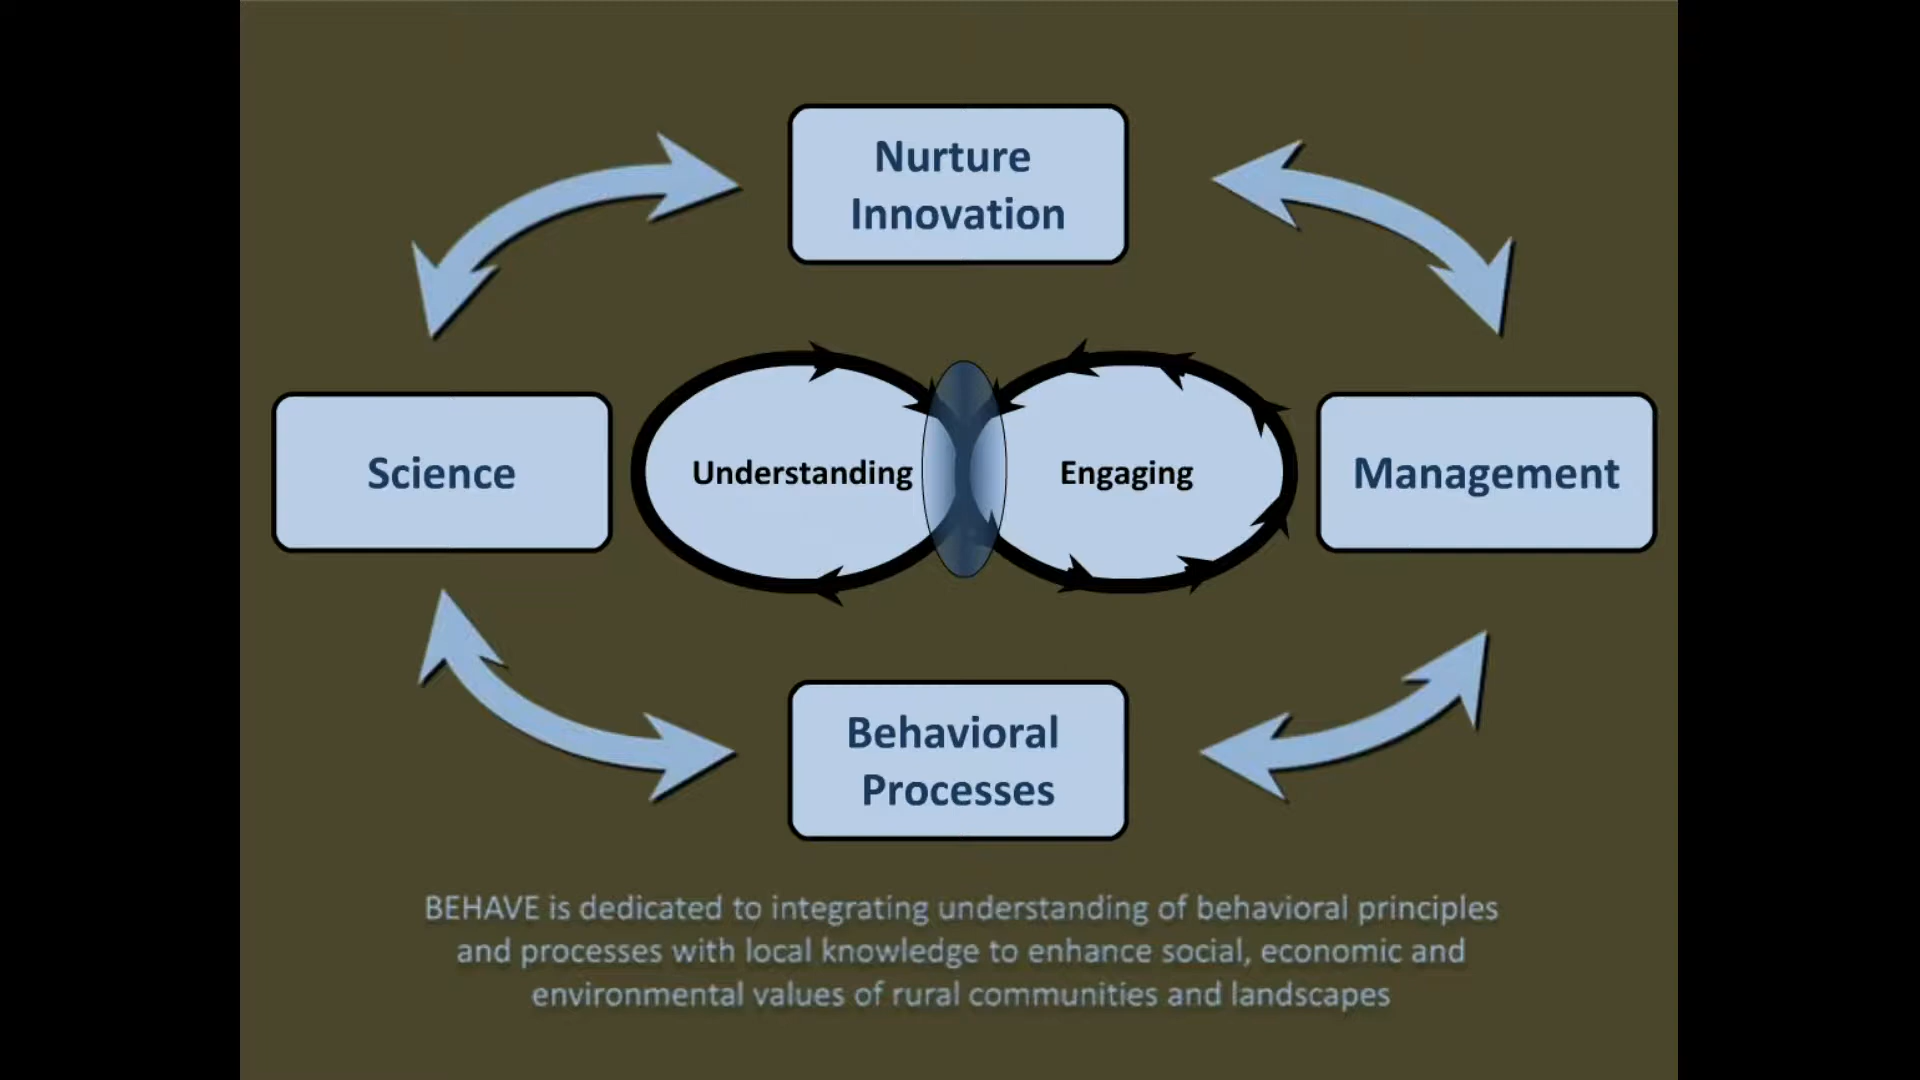 Nurture
Innovation
Science
Understanding
Engaging
Management
Behavioral
Processes
BEHAVE is dedicated to integrating understanding of behavioral principles
and processes with local knowledge to enhance social, economic and
environmental values of rural communities and landscapes